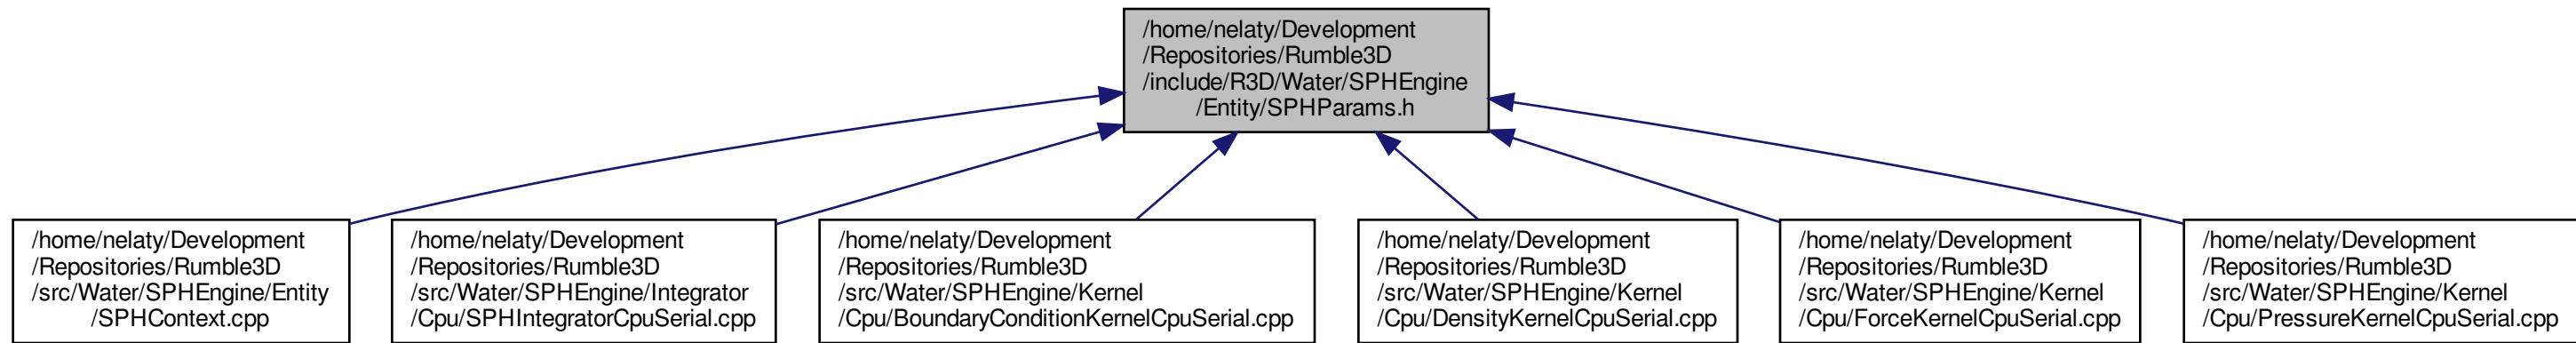 /home/nelaty/Development
/Repositories/Rumble3D
/include/R3D/Water/SPHEngine
/Entity/SPHParams.h
/home/nelaty/Development
/Repositories/Rumble3D
/src/Water/SPHEngine/Entity
/SPHContext.cpp
/home/nelaty/Development
/Repositories/Rumble3D
/src/Water/SPHEngine/Integrator
/Cpu/SPHIntegratorCpuSerial.cpp
/home/nelaty/Development
/Repositories/Rumble3D
/src/Water/SPHEngine/Kernel
/Cpu/BoundaryConditionKernelCpuSerial.cpp
/home/nelaty/Development
/Repositories/Rumble3D
/src/Water/SPHEngine/Kernel
/Cpu/DensityKernelCpuSerial.cpp
/home/nelaty/Development
/Repositories/Rumble3D
/src/Water/SPHEngine/Kernel
/Cpu/ForceKernelCpuSerial.cpp
/home/nelaty/Development
/Repositories/Rumble3D
/src/Water/SPHEngine/Kernel
/Cpu/PressureKernelCpuSerial.cpp